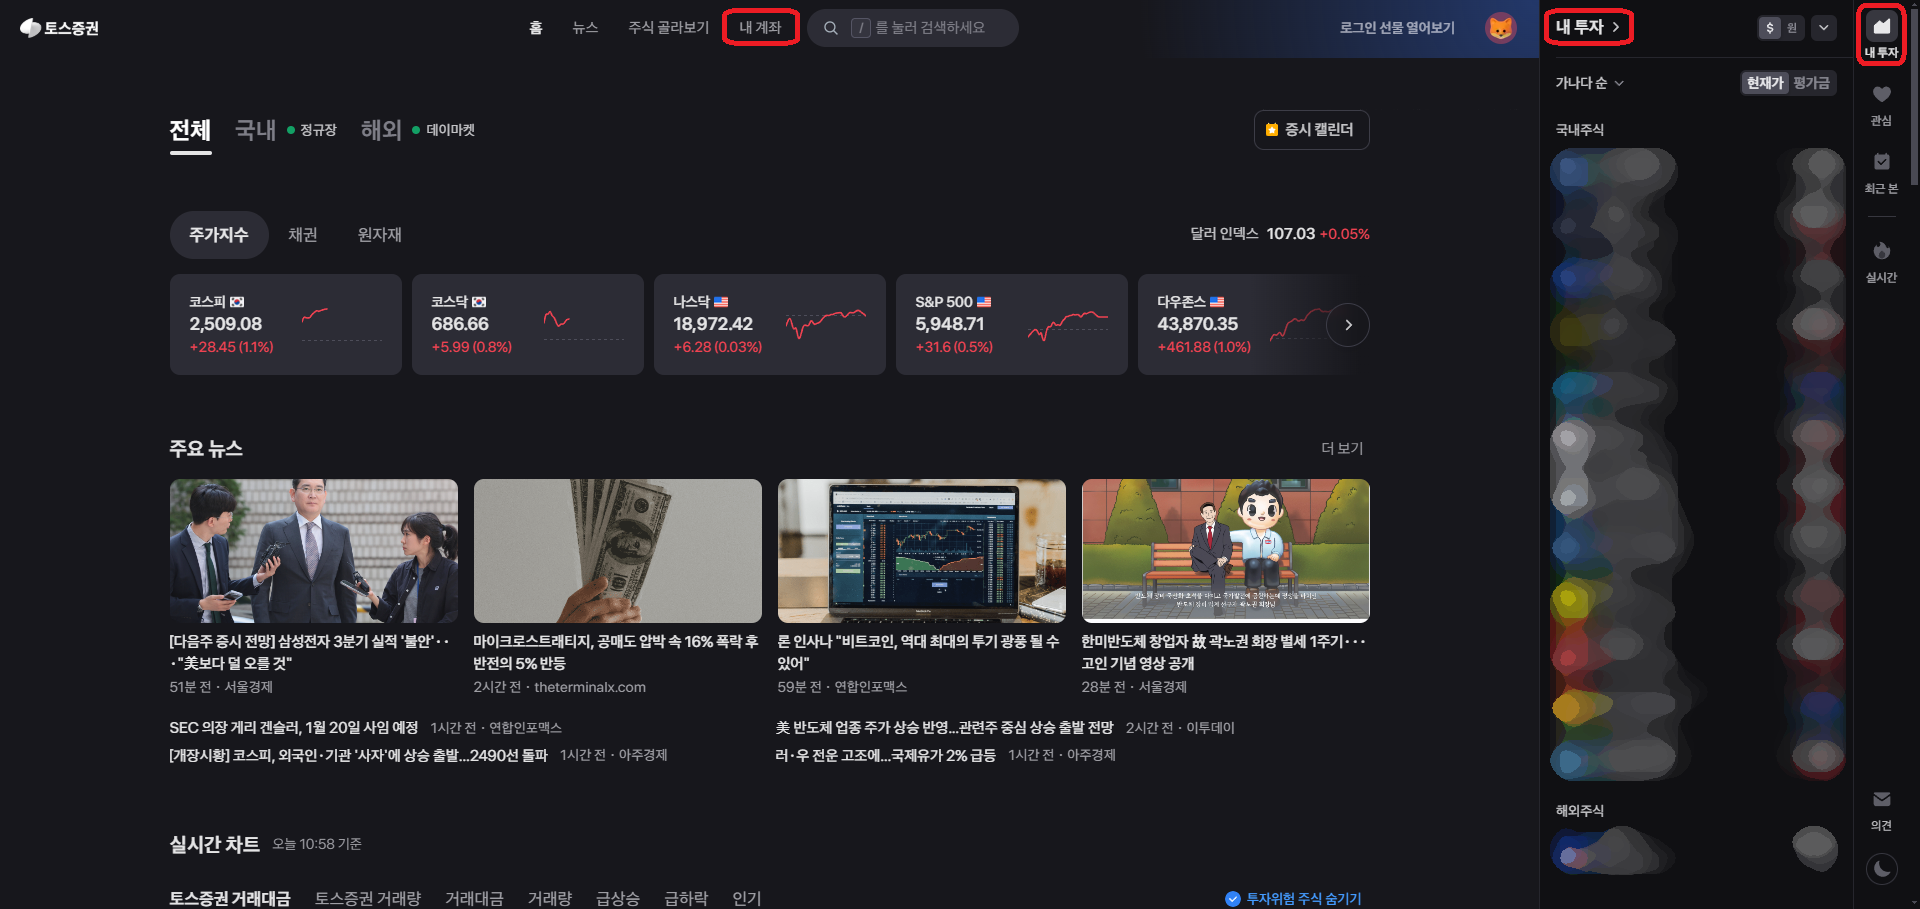 토스증권
홈
뉴스
주식 골라보기
내 계좌
/ 를 눌러 검색하세요
로그인 선물 열어보기
내 투자
$ 원
내 투자
가나다 순
현재가 평가금
관심
국내주식
최근 본
실시간
전체 국내 정규장 해외 데이마켓
증시 캘린더
주가지수 채권 원자재
달러 인덱스 107.03 +0.05%
코스피
2,509.08
+28.45 (1.1%)
코스닥
686.66
+5.99 (0.8%)
나스닥
18,972.42
+6.28 (0.03%)
S&P 500
5,948.71
+31.6 (0.5%)
다우존스
43,870.35
+461.88 (1.0%)
주요 뉴스
더 보기
[다음주 증시 전망] 삼성전자 3분기 실적 '불안'··
·"美보다 덜 오를 것"
51분 전 · 서울경제
마이크로스트래티지, 공매도 압박 속 16% 폭락 후
반전의 5% 반등
2시간 전 · theterminalx.com
론 인사나 "비트코인, 역대 최대의 투기 광풍 될 수
있어"
59분 전 · 연합인포맥스
한미반도체 창업자 故 곽노권 회장 별세 1주기···
고인 기념 영상 공개
28분 전 · 서울경제
SEC 의장 게리 겐슬러, 1월 20일 사임 예정 1시간 전 · 연합인포맥스
美 반도체 업종 주가 상승 반영...관련주 중심 상승 출발 전망 2시간 전 · 이투데이
[개장시황] 코스피, 외국인·기관 '사자'에 상승 출발...2490선 돌파 1시간 전 · 아주경제
러·우 전운 고조에...국제유가 2% 급등 1시간 전 · 아주경제
해외주식
의견
실시간 차트 오늘 10:58 기준
토스증권 거래대금 토스증권 거래량 거래대금 거래량 급상승 급하락 인기
투자위험 주식 숨기기